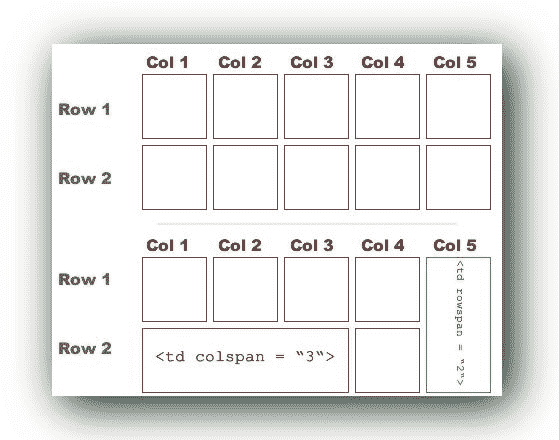 Col 1 Col 2 Col 3 Col 4 Col 5
Row 1
Row 2
Col 1 Col 2 Col 3 Col 4 Col 5
Row 1
<td rowspan = "2">
Row 2
<td colspan = "3">